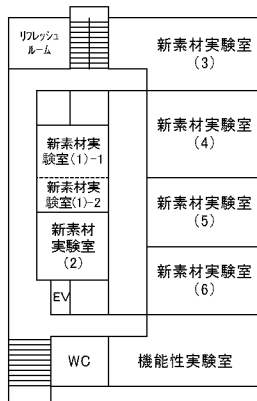 リフレッシュ
ルーム
新素材実験室
(3)
新素材実験室
(4)
新素材実
験室(1)-1
新素材実
験室(1)-2
新素材
実験室
(2)
新素材実験室
(5)
新素材実験室
(6)
EV
WC
機能性実験室